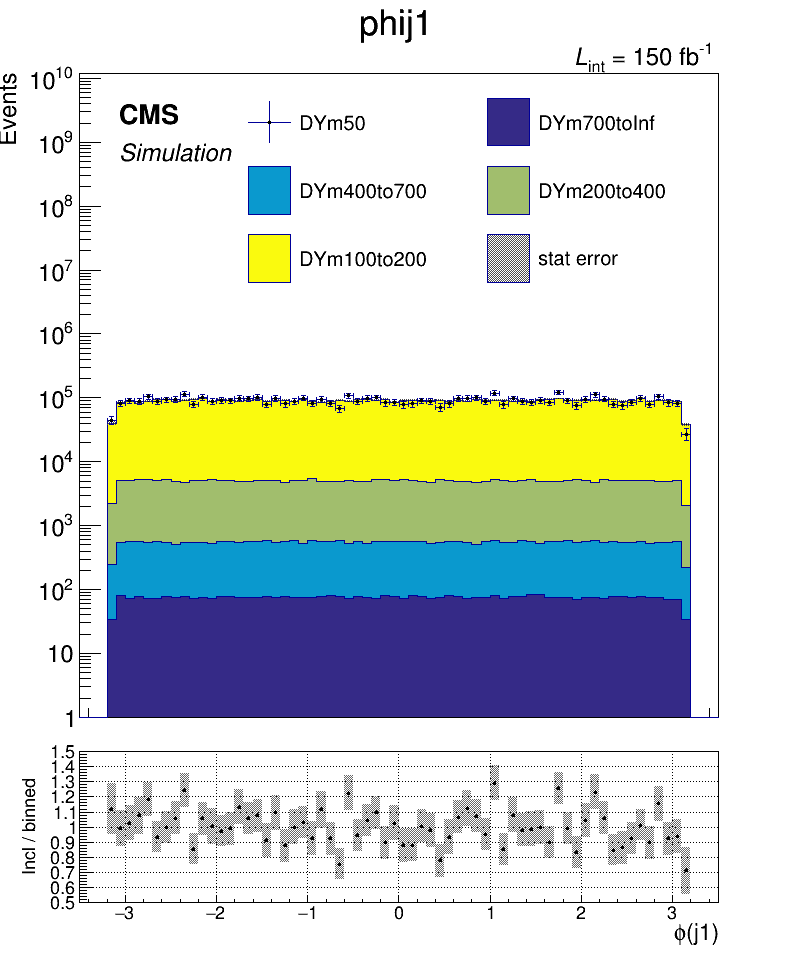 phij1
L_int = 150 fb^-1
Events
10^10
10^9
10^8
10^7
10^6
10^5
10^4
10^3
10^2
10
1
CMS
Simulation
DYm50
DYm700toInf
DYm400to700
DYm200to400
DYm100to200
stat error
Incl / binned
1.5
1.4
1.3
1.2
1.1
1
0.9
0.8
0.7
0.6
0.5
−3 −2 −1 0 1 2 3
ϕ(j1)